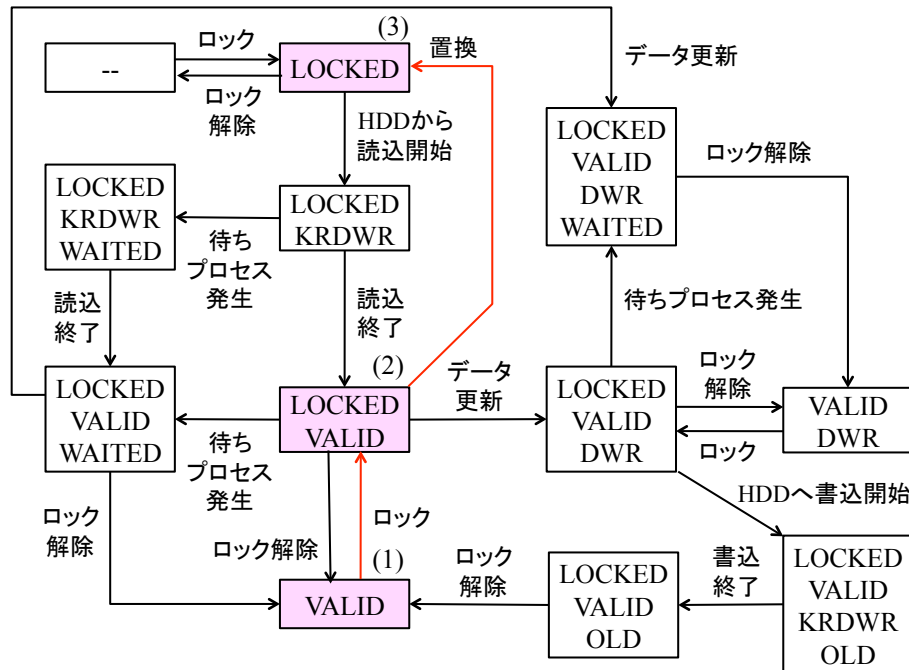 (3)
ロック
置換
データ更新
--
LOCKED
ロック
解除
HDDから
読込開始
LOCKED
VALID
DWR
WAITED
ロック解除
LOCKED
KRDWR
WAITED
LOCKED
KRDWR
待ち
プロセス
発生
読込
終了
読込
終了
待ちプロセス発生
(2)
LOCKED
VALID
WAITED
LOCKED
VALID
データ
更新
LOCKED
VALID
DWR
ロック
解除
VALID
DWR
ロック
待ち
プロセス
発生
HDDへ書込開始
ロック
解除
ロック解除
ロック
(1)
VALID
ロック
解除
LOCKED
VALID
OLD
書込
終了
LOCKED
VALID
KRDWR
OLD